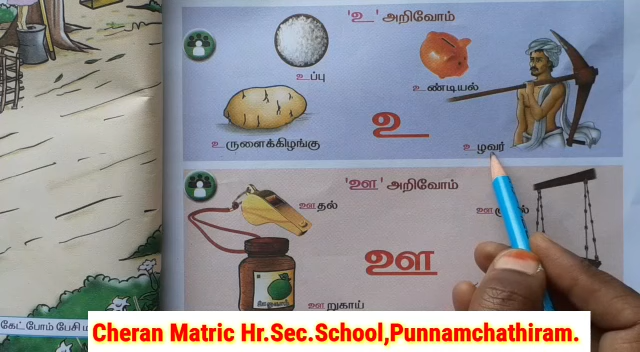 'உ' அறிவோம்
உப்பு
உண்டியல்
உருளைக்கிழங்கு
உ
உழவர்
'ஊ' அறிவோம்
ஊதல்
ஊ
ஊறுகாய்
கேட்போம் பேசி
Cheran Matric Hr.Sec.School,Punnamchathiram.